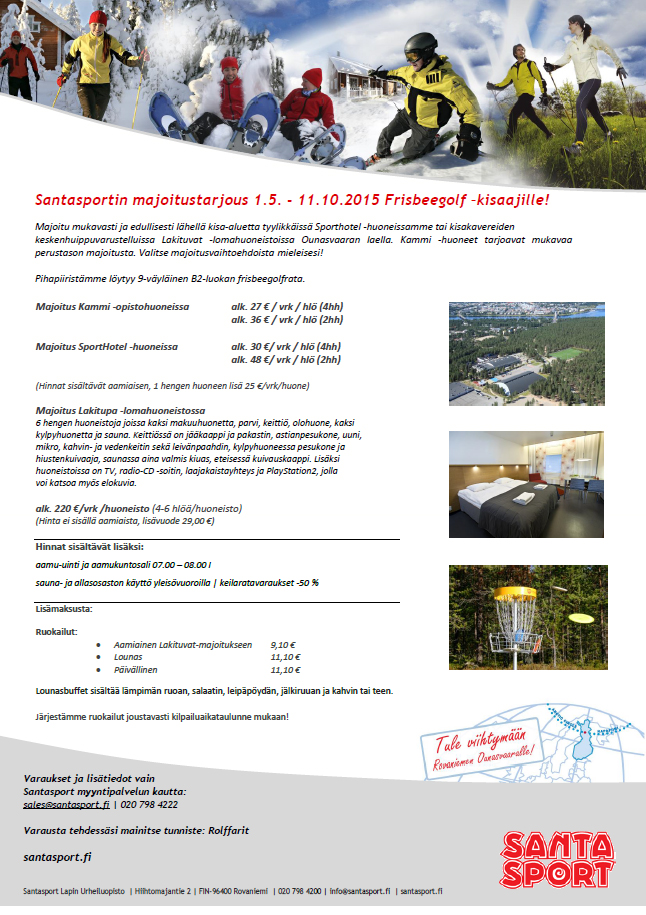 Santasportin majoitustarjous 1.5. - 11.10.2015 Frisbeegolf -kisaajille!
Majoitu mukavasti ja edullisesti lähellä kisa-aluetta tyylikkäissä Sporthotel -huoneissamme tai kisakavereiden
keskenhuippuvarustelluissa Lakituvat -lomahuoneistoissa Ounasvaaran laella. Kammi -huoneet tarjoavat mukavaa
perustason majoitusta. Valitse majoitusvaihtoehdoista mieleisesi!
Pihapiiristämme löytyy 9-väyläinen B2-luokan frisbeegolfrata.
Majoitus Kammi -opistohuoneissa alk. 27 € / vrk / hlö (4hh)
alk. 36 € / vrk / hlö (2hh)
Majoitus SportHotel -huoneissa alk. 30 €/ vrk / hlö (4hh)
alk. 48 €/ vrk / hlö (2hh)
(Hinnat sisältävät aamiaisen, 1 hengen huoneen lisä 25 €/vrk/huone)
Majoitus Lakitupa -lomahuoneistossa
6 hengen huoneistoja joissa kaksi makuuhuonetta, parvi, keittiö, olohuone, kaksi
kylpyhuonetta ja sauna. Keittiössä on jääkaappi ja pakastin, astianpesukone, uuni,
mikro, kahvin- ja vedenkeitin sekä leivänpaahdin, kylpyhuoneessa pesukone ja
hiustenkuivaaja, saunassa aina valmis kiuas, eteisessä kuivauskaappi. Lisäksi
huoneistoissa on TV, radio-CD -soitin, laajakaistayhteys ja PlayStation2, jolla
voi katsoa myös elokuvia.
alk. 220 €/vrk /huoneisto (4-6 hlöä/huoneisto)
(Hinta ei sisällä aamiaista, lisävuode 29,00 €)
Hinnat sisältävät lisäksi:
aamu-uinti ja aamukuntosali 07.00 – 08.00 I
sauna- ja allasosaston käyttö yleisövuoroilla | keilaratavaraukset -50 %
Lisämaksusta:
Ruokailut:
• Aamiainen Lakituvat-majoitukseen 9,10 €
• Lounas 11,10 €
• Päivällinen 11,10 €
Lounasbuffet sisältää lämpimän ruoan, salaatin, leipäpöydän, jälkiruuan ja kahvin tai teen.
Järjestämme ruokailut joustavasti kilpailuaikataulunne mukaan!
Tule viihtymään
Rovaniemen Ounasvaaralle!
Varaukset ja lisätiedot vain
Santasport myyntipalvelun kautta:
sales@santasport.fi | 020 798 4222
Varausta tehdessäsi mainitse tunniste: Rolffarit
santasport.fi
SANTA
SPORT
Santasport Lapin Urheiluopisto | Hiihtomajantie 2 | FIN-96400 Rovaniemi | 020 798 4200 | info@santasport.fi | santasport.fi